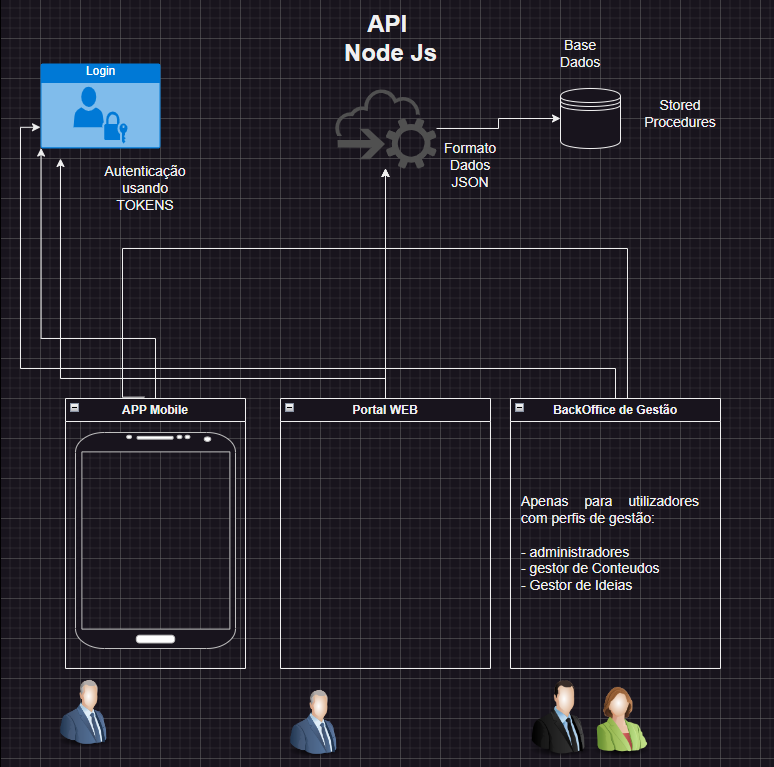 API
Node Js
Login
Base
Dados
Stored
Procedures
Formato
Dados
JSON
Autenticação
usando
TOKENS
APP Mobile
Portal WEB
BackOffice de Gestão
Apenas para utilizadores
com perfis de gestão:
- administradores
- gestor de Conteudos
- Gestor de Ideias